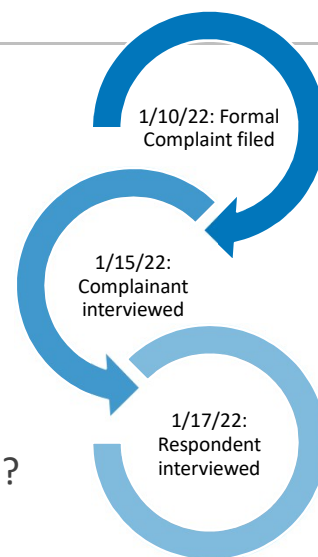 1/10/22: Formal
Complaint filed
1/15/22:
Complainant
interviewed
1/17/22:
Respondent
interviewed
?